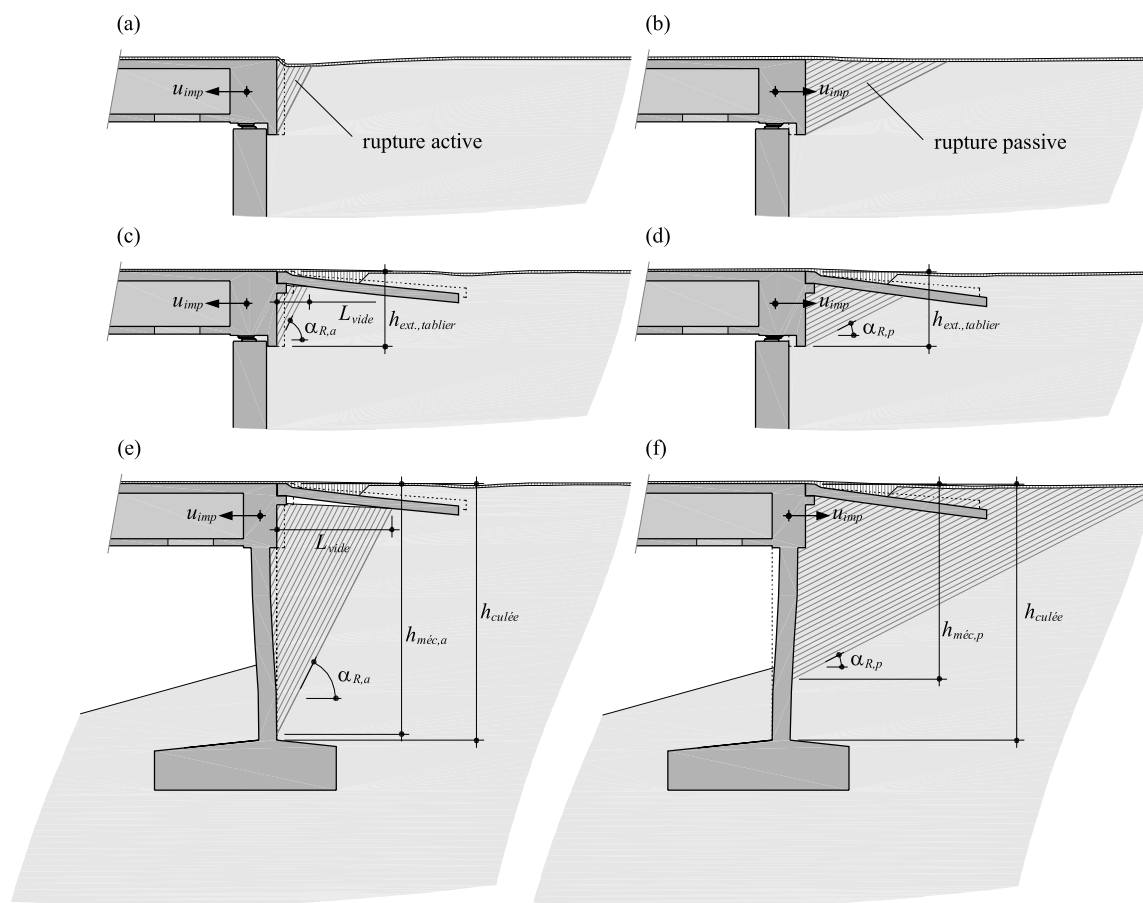 (a)
(b)
u_imp
u_imp
rupture active
rupture passive
(c)
(d)
u_imp
L_vide
h_ext.,tablier
α_R,a
u_imp
h_ext.,tablier
α_R,p
(e)
(f)
u_imp
L_vide
h_culée
h_méc,a
α_R,a
u_imp
h_culée
h_méc,p
α_R,p